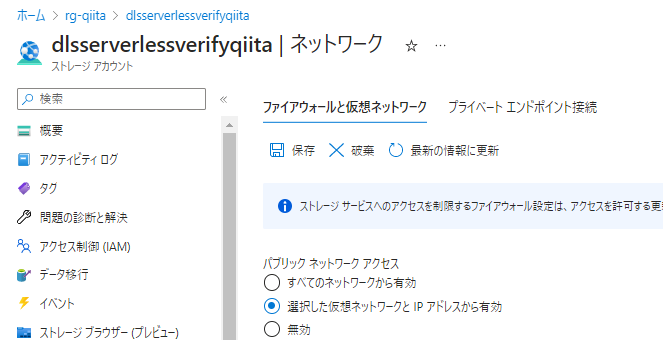 ホーム > rg-qiita > dlsserverlessverifyqiita
dlsserverlessverifyqiita | ネットワーク ☆ …
ストレージ アカウント
検索 «
概要
アクティビティ ログ
タグ
問題の診断と解決
アクセス制御 (IAM)
データ移行
イベント
ストレージ ブラウザー (プレビュー)
ファイアウォールと仮想ネットワーク プライベート エンドポイント接続
保存 破棄 最新の情報に更新
ストレージ サービスへのアクセスを制限するファイアウォール設定は、アクセスを許可する更
パブリック ネットワーク アクセス
すべてのネットワークから有効
選択した仮想ネットワークと IP アドレスから有効
無効